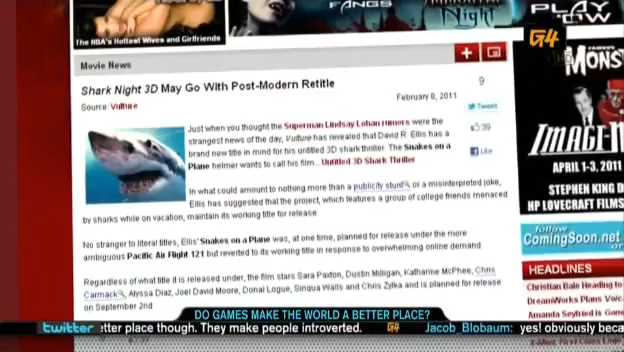 The NBA's Hottest Wives and Girlfriends
FANGS
Night
PLAY
NOW
G4
Movie News
Shark Night 3D May Go With Post-Modern Retitle
Source: Vulture
February 8, 2011
9
Tweet
39
Like
Just when you thought the Superman Lindsay Lohan rumors were the
strangest news of the day, Vulture has revealed that David R. Ellis has a
brand new title in mind for his untitled 3D shark thriller. The Snakes on a
Plane helmer wants to call his film... Untitled 3D Shark Thriller.
In what could amount to nothing more than a publicity stunt or a misinterpreted joke,
Ellis has suggested that the project, which features a group of college friends menaced
by sharks while on vacation, maintain its working title for release.
No stranger to literal titles, Ellis' Snakes on a Plane was, at one time, planned for release under the more
ambiguous Pacific Air Flight 121 but reverted to its working title in response to overwhelming online demand.
Regardless of what title it is released under, the film stars Sara Paxton, Dustin Milligan, Katharine McPhee, Chris
Carmack, Alyssa Diaz, Joel David Moore, Donal Logue, Sinqua Walls and Chris Zylka and is planned for release
on September 2nd.
FAMOUS
MONS
IMAGI-N
APRIL 1-3, 2011
STEPHEN KING D
HP LOVECRAFT FILMS
follow
ComingSoon.net
on
HEADLINES
Christian Bale Heading to
DreamWorks Plans
Amanda Seyfried is
DO GAMES MAKE THE WORLD A BETTER PLACE?
twitter etter place though. They make people introverted. G4 Jacob_Blobaum: yes! obviously beca